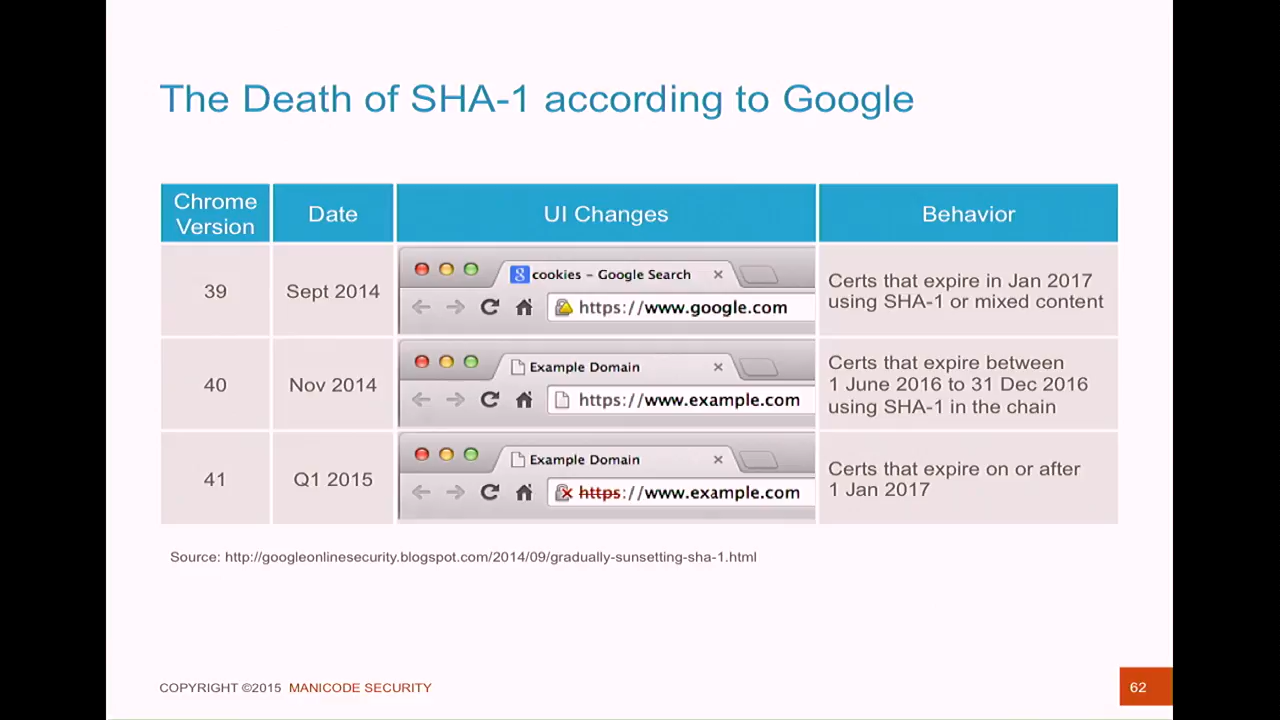 The Death of SHA-1 according to Google
Chrome
Version
Date
UI Changes
Behavior
39
Sept 2014
cookies – Google Search
https://www.google.com
Certs that expire in Jan 2017
using SHA-1 or mixed content
40
Nov 2014
Example Domain
https://www.example.com
Certs that expire between
1 June 2016 to 31 Dec 2016
using SHA-1 in the chain
41
Q1 2015
Example Domain
https://www.example.com
Certs that expire on or after
1 Jan 2017
Source: http://googleonlinesecurity.blogspot.com/2014/09/gradually-sunsetting-sha-1.html
COPYRIGHT ©2015 MANICODE SECURITY
62